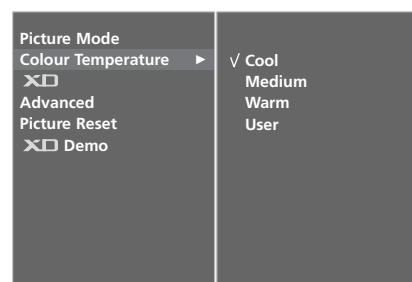 Picture Mode
Colour Temperature ►
XD
Advanced
Picture Reset
XD Demo
√ Cool
Medium
Warm
User